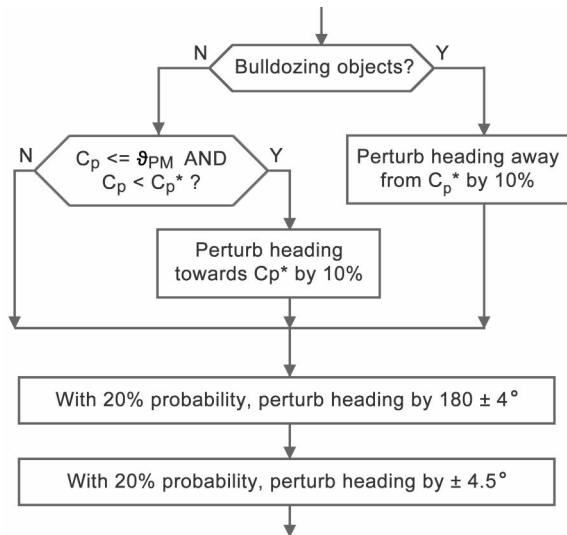 N
Y
Bulldozing objects?
N
Y
Cp <= ϑPM AND
Cp < Cp* ?
Perturb heading away
from Cp* by 10%
Perturb heading
towards Cp* by 10%
With 20% probability, perturb heading by 180 ± 4°
With 20% probability, perturb heading by ± 4.5°